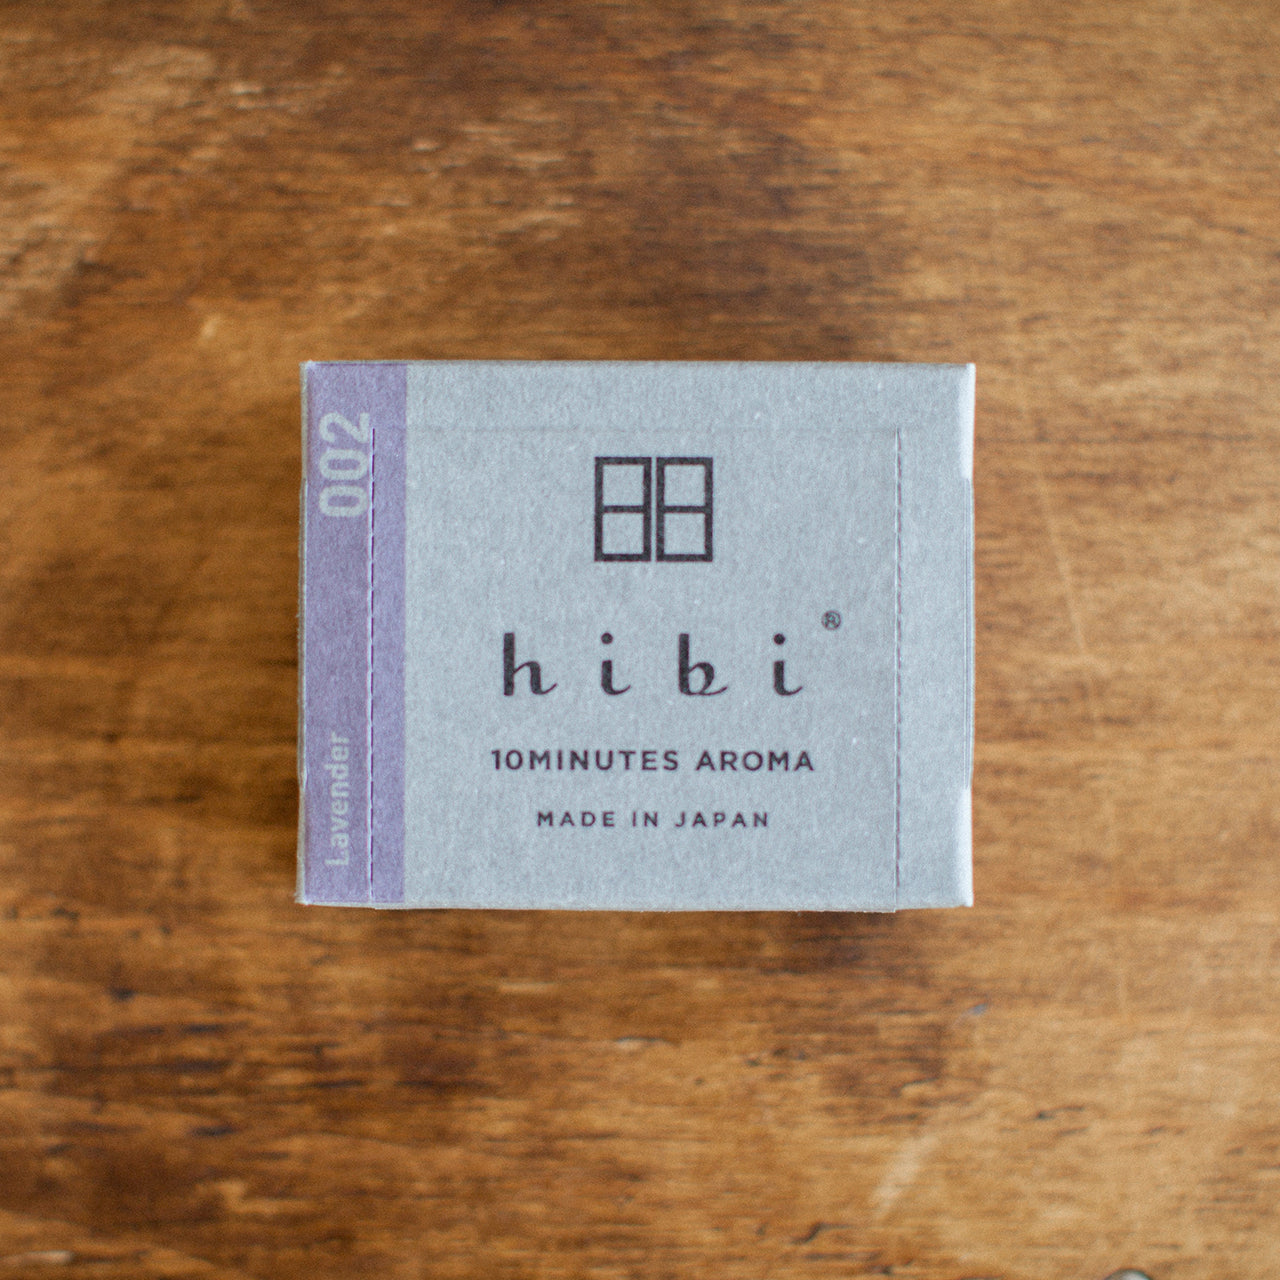 002
Lavender
hibi®
10MINUTES AROMA
MADE IN JAPAN